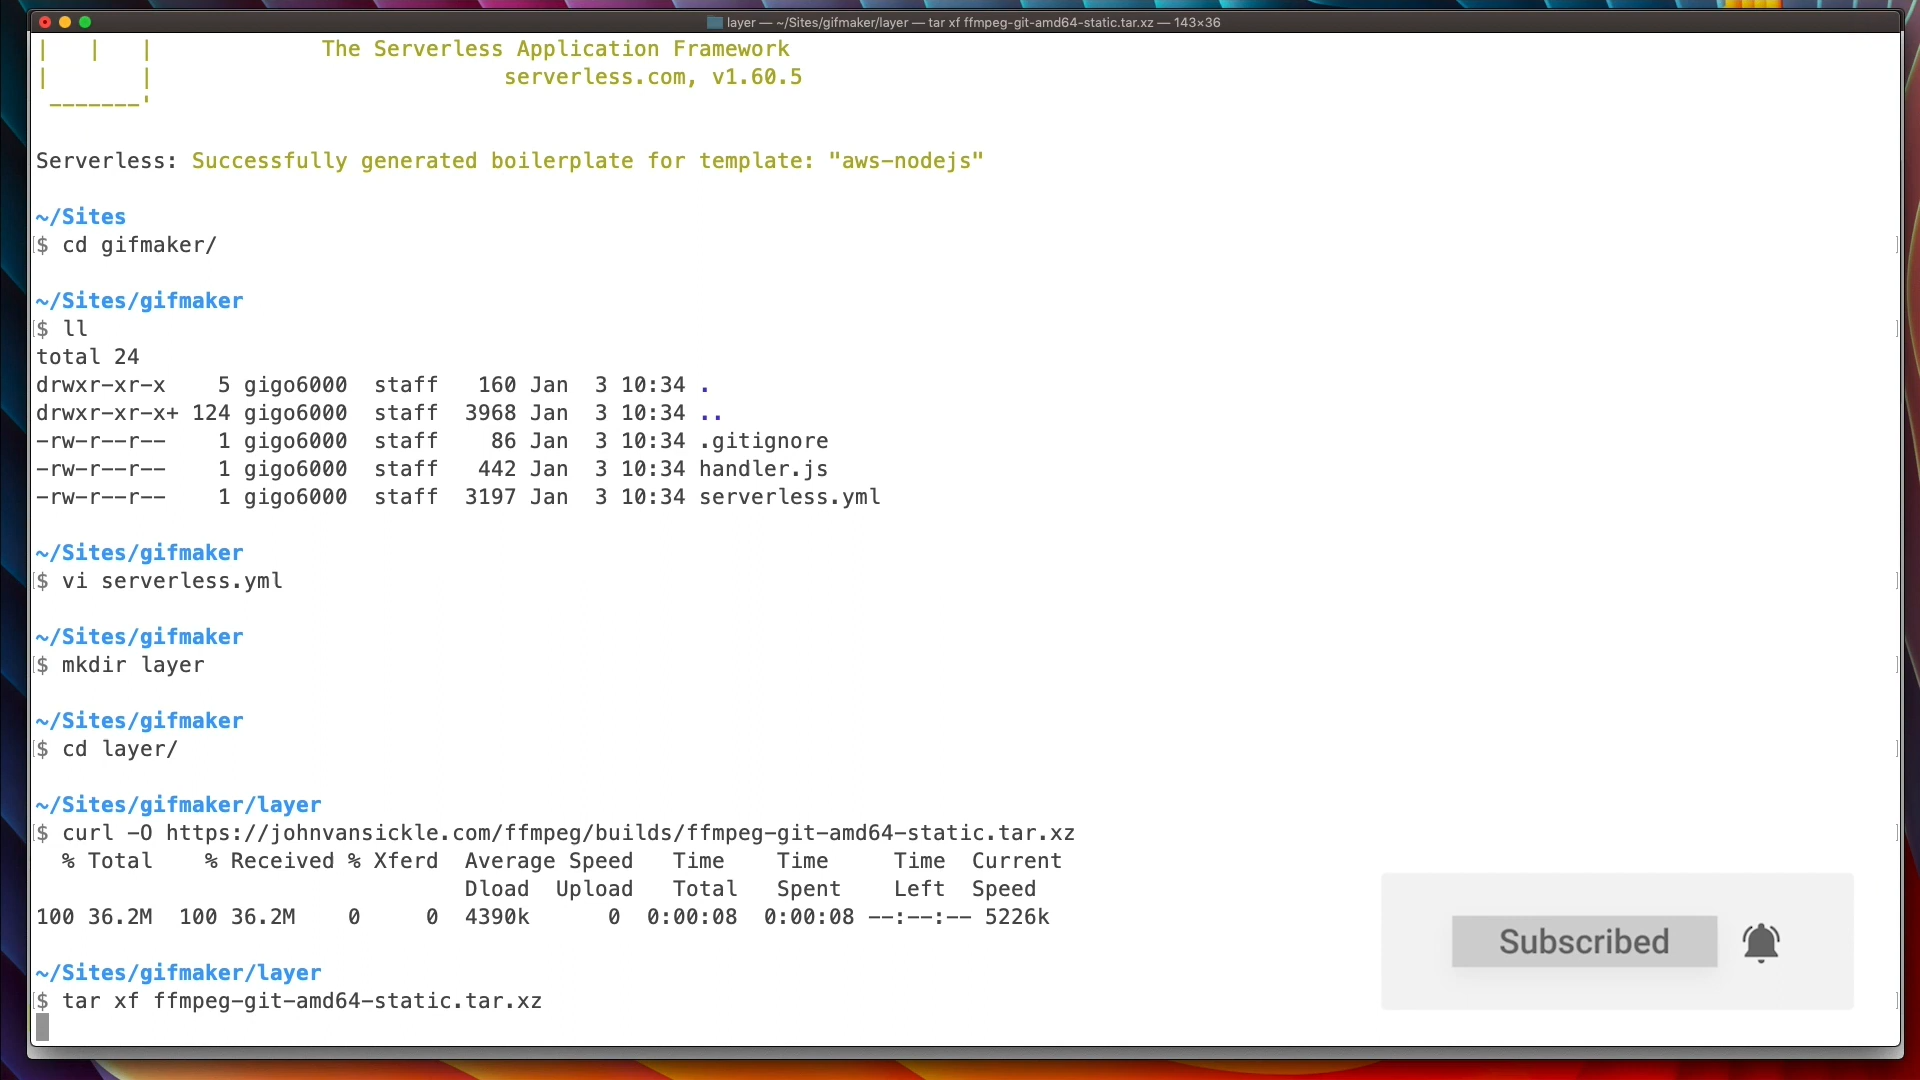 layer — ~/Sites/gifmaker/layer — tar xf ffmpeg-git-amd64-static.tar.xz — 143×36
|   |   |             The Serverless Application Framework
|       |                           serverless.com, v1.60.5
 -------'
Serverless: Successfully generated boilerplate for template: "aws-nodejs"
~/Sites
$ cd gifmaker/
~/Sites/gifmaker
$ ll
total 24
drwxr-xr-x    5 gigo6000  staff   160 Jan  3 10:34 .
drwxr-xr-x+ 124 gigo6000  staff  3968 Jan  3 10:34 ..
-rw-r--r--    1 gigo6000  staff    86 Jan  3 10:34 .gitignore
-rw-r--r--    1 gigo6000  staff   442 Jan  3 10:34 handler.js
-rw-r--r--    1 gigo6000  staff  3197 Jan  3 10:34 serverless.yml
~/Sites/gifmaker
$ vi serverless.yml
~/Sites/gifmaker
$ mkdir layer
~/Sites/gifmaker
$ cd layer/
~/Sites/gifmaker/layer
$ curl -O https://johnvansickle.com/ffmpeg/builds/ffmpeg-git-amd64-static.tar.xz
  % Total    % Received % Xferd  Average Speed   Time    Time     Time  Current
                                 Dload  Upload   Total   Spent    Left  Speed
100 36.2M  100 36.2M    0     0  4390k      0  0:00:08  0:00:08 --:--:-- 5226k
~/Sites/gifmaker/layer
$ tar xf ffmpeg-git-amd64-static.tar.xz
Subscribed